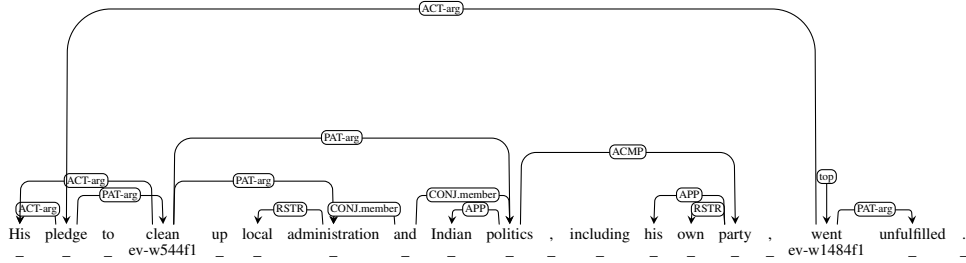 ACT-arg
PAT-arg
ACMP
top
ACT-arg
PAT-arg
PAT-arg
CONJ.member
APP
PAT-arg
ACT-arg
RSTR
CONJ.member
APP
RSTR
His pledge to clean up local administration and Indian politics , including his own party , went unfulfilled .
_ _ _ ev-w544f1 _ _ _ _ _ _ _ _ _ _ _ _ ev-w1484f1 _ _